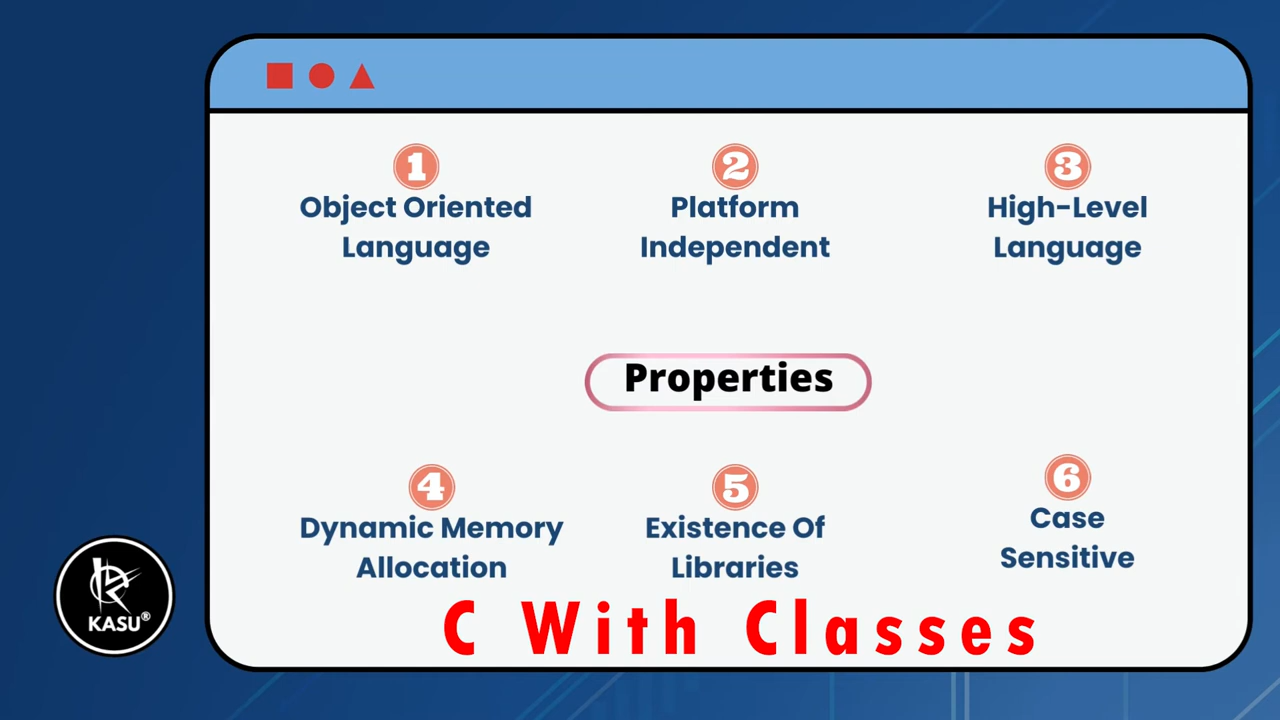 1
Object Oriented
Language
2
Platform
Independent
3
High-Level
Language
Properties
4
Dynamic Memory
Allocation
5
Existence Of
Libraries
6
Case
Sensitive
C With Classes
KASU®